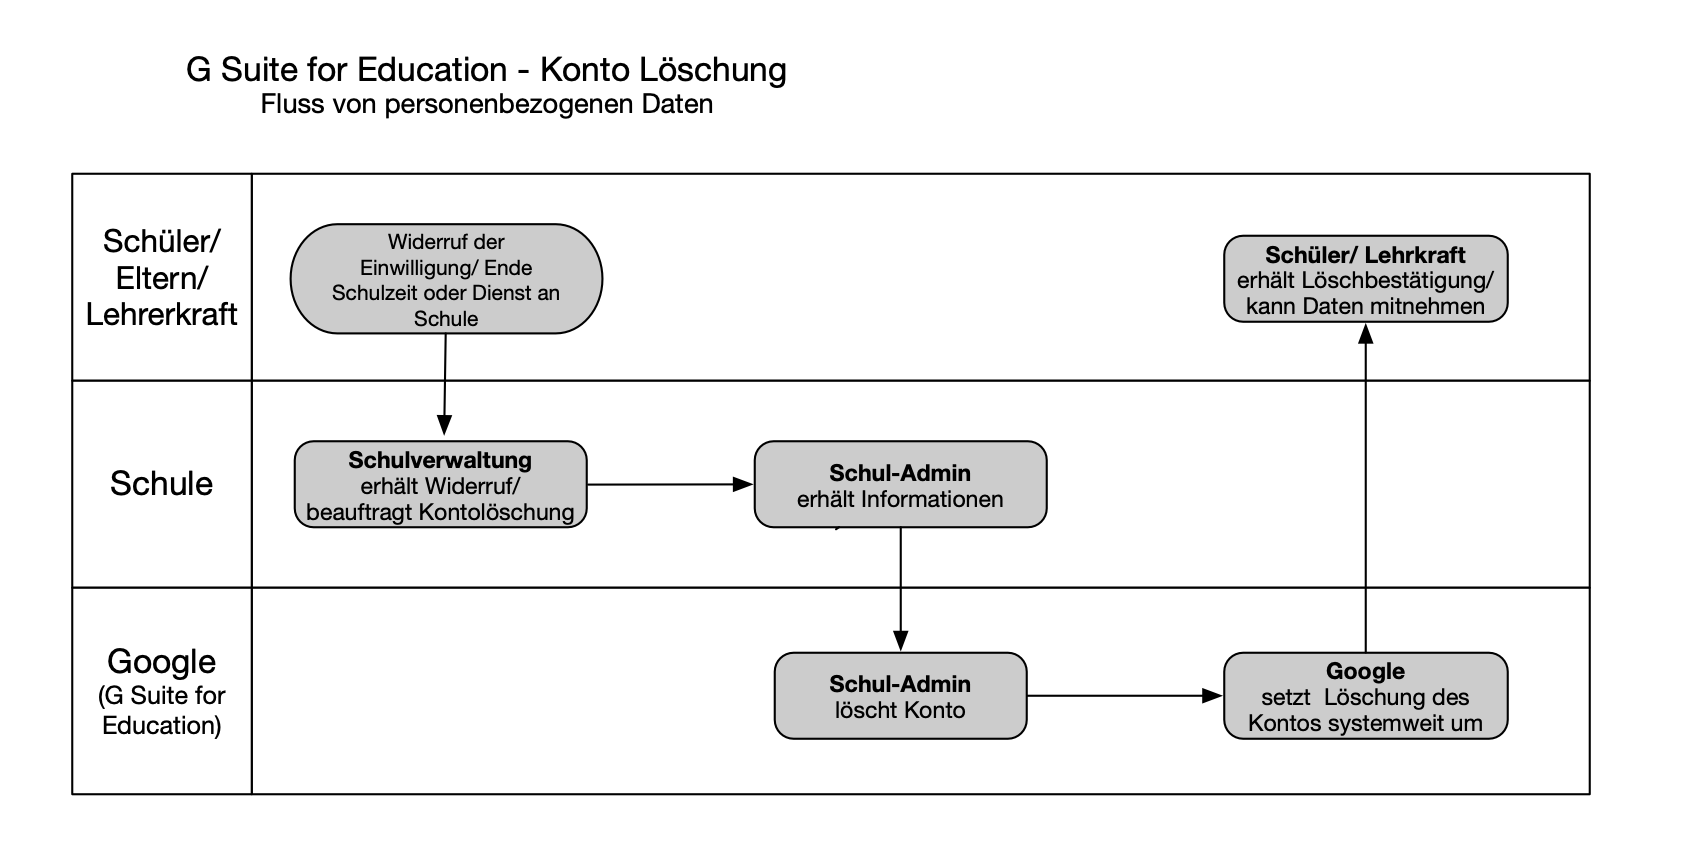 G Suite for Education - Konto Löschung
Fluss von personenbezogenen Daten
Schüler/
Eltern/
Lehrerkraft
Widerruf der
Einwilligung/ Ende
Schulzeit oder Dienst an
Schule
Schüler/ Lehrkraft
erhält Löschbestätigung/
kann Daten mitnehmen
Schule
Schulverwaltung
erhält Widerruf/
beauftragt Kontolöschung
Schul-Admin
erhält Informationen
Google
(G Suite for
Education)
Schul-Admin
löscht Konto
Google
setzt  Löschung des
Kontos systemweit um